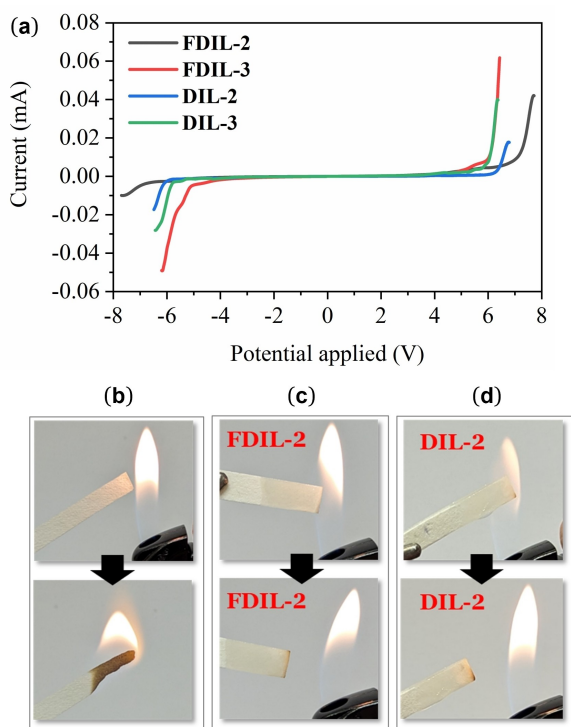 (a)
FDIL-2
FDIL-3
DIL-2
DIL-3
Current (mA)
0.08
0.06
0.04
0.02
0.00
-0.02
-0.04
-0.06
-8 -6 -4 -2 0 2 4 6 8
Potential applied (V)
(b) (c) (d)
FDIL-2
DIL-2
FDIL-2
DIL-2